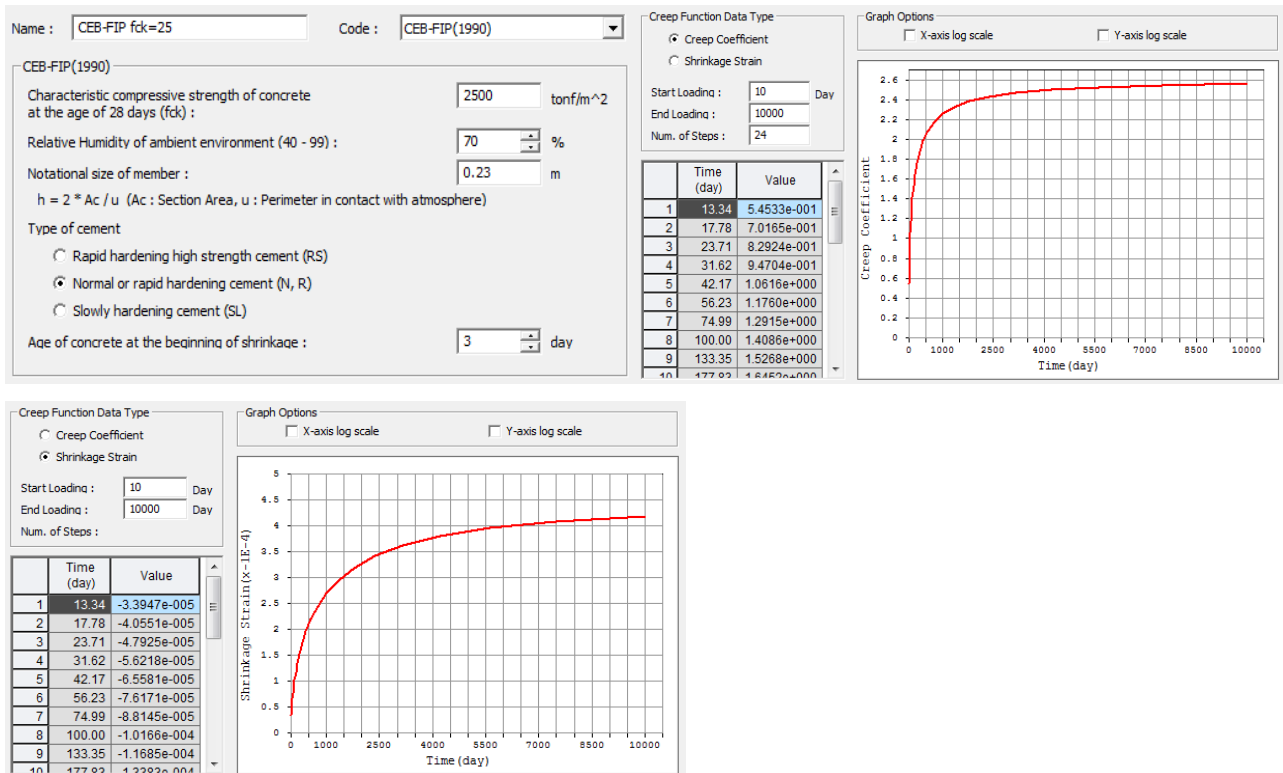 Name : CEB-FIP fck=25 Code : CEB-FIP(1990)
CEB-FIP(1990)
Characteristic compressive strength of concrete
at the age of 28 days (fck) : 2500 tonf/m^2
Relative Humidity of ambient environment (40 - 99) : 70 %
Notational size of member : 0.23 m
h = 2 * Ac / u (Ac : Section Area, u : Perimeter in contact with atmosphere)
Type of cement
Rapid hardening high strength cement (RS)
Normal or rapid hardening cement (N, R)
Slowly hardening cement (SL)
Age of concrete at the beginning of shrinkage : 3 day
Creep Function Data Type
Creep Coefficient
Shrinkage Strain
Start Loading : 10 Day
End Loading : 10000
Num. of Steps : 24
Time (day) Value
1 13.34 5.4533e-001
2 17.78 7.0165e-001
3 23.71 8.2924e-001
4 31.62 9.4704e-001
5 42.17 1.0616e+000
6 56.23 1.1760e+000
7 74.99 1.2915e+000
8 100.00 1.4086e+000
9 133.35 1.5268e+000
10 177.83 1.6452e+000
Graph Options
X-axis log scale Y-axis log scale
Creep Coefficient
2.6
2.4
2.2
2
1.8
1.6
1.4
1.2
1
0.8
0.6
0.4
0.2
0
0 1000 2500 4000 5500 7000 8500 10000
Time(day)
Creep Function Data Type
Creep Coefficient
Shrinkage Strain
Start Loading : 10 Day
End Loading : 10000 Day
Num. of Steps :
Time (day) Value
1 13.34 -3.3947e-005
2 17.78 -4.0551e-005
3 23.71 -4.7925e-005
4 31.62 -5.6218e-005
5 42.17 -6.5581e-005
6 56.23 -7.6171e-005
7 74.99 -8.8145e-005
8 100.00 -1.0166e-004
9 133.35 -1.1685e-004
10 177.83 -1.3383e-004
Graph Options
X-axis log scale Y-axis log scale
Shrinkage Strain(x-1E-4)
5
4.5
4
3.5
3
2.5
2
1.5
1
0.5
0
0 1000 2500 4000 5500 7000 8500 10000
Time(day)